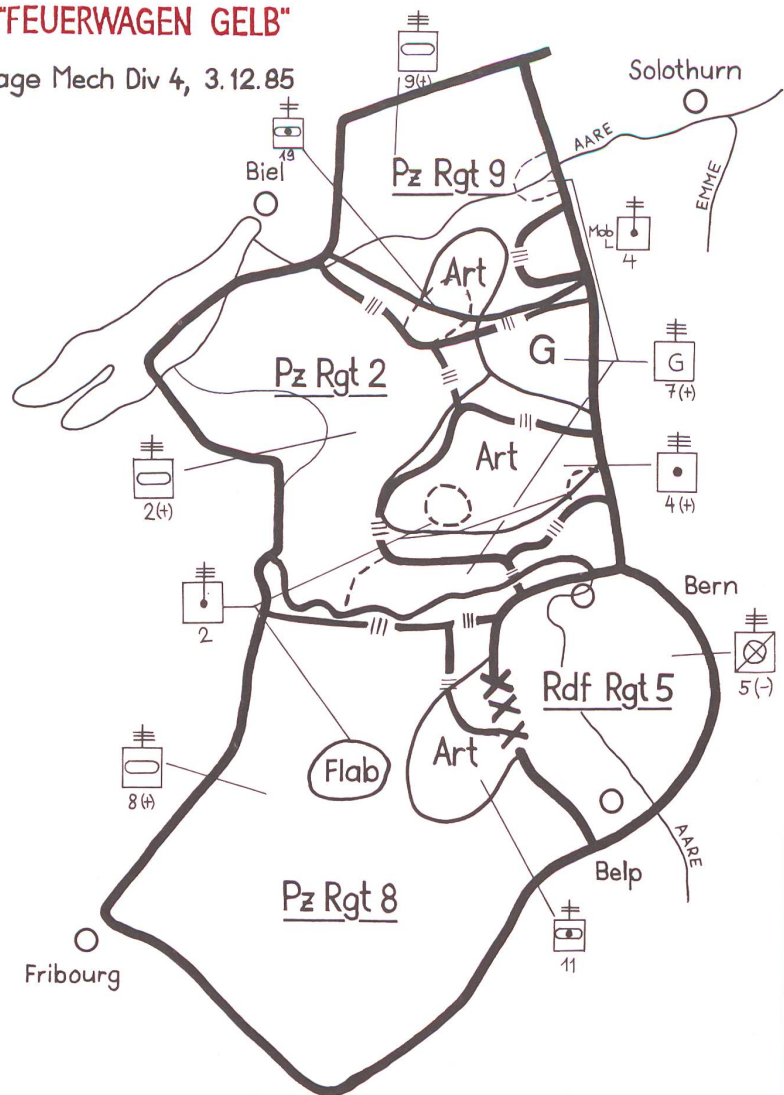 "FEUERWAGEN GELB"
age Mech Div 4, 3.12.85
9(+)
Solothurn
19
AARE
Biel
Pz Rgt 9
EMME
Mob L
4
Art
G
G
7(+)
Pz Rgt 2
Art
2(+)
4(+)
2
Bern
Rdf Rgt 5
5(-)
Art
Flab
8(+)
AARE
Belp
Pz Rgt 8
11
Fribourg